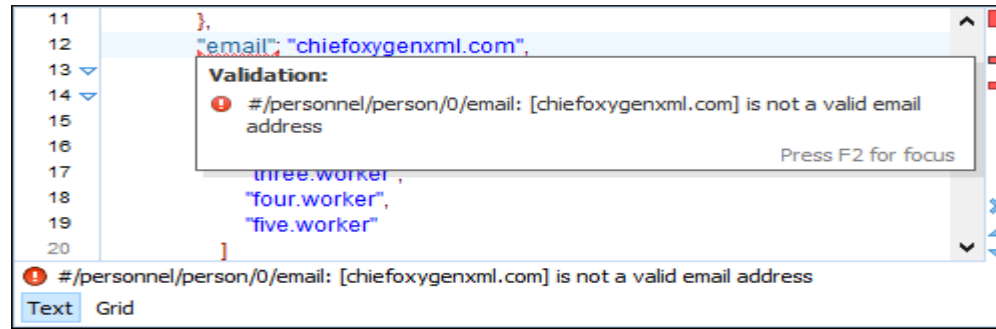 11 },
12 "email": "chiefoxygenxml.com",
13
Validation:
14
#/personnel/person/0/email: [chiefoxygenxml.com] is not a valid email
15
address
16
Press F2 for focus
17 "three.worker",
18 "four.worker",
19 "five.worker"
20 ]
#/personnel/person/0/email: [chiefoxygenxml.com] is not a valid email address
Text Grid